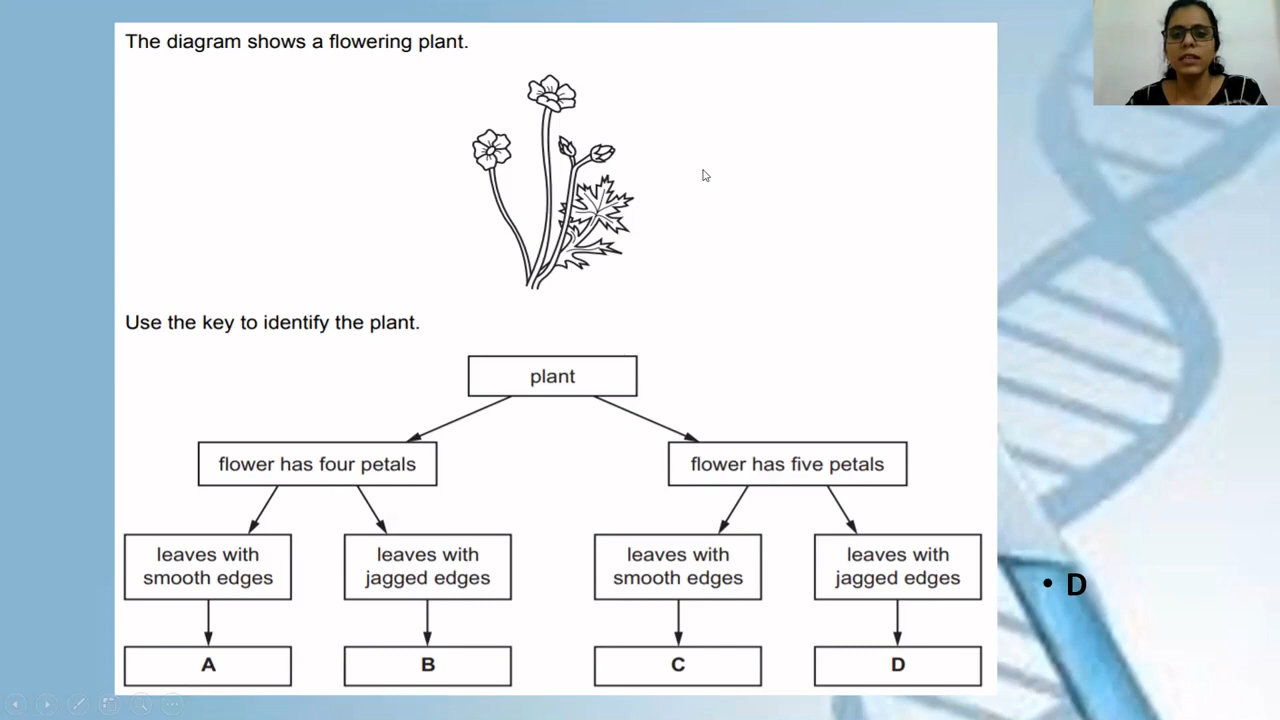 The diagram shows a flowering plant.
Use the key to identify the plant.
plant
flower has four petals
flower has five petals
leaves with
smooth edges
leaves with
jagged edges
leaves with
smooth edges
leaves with
jagged edges
• D
A
B
C
D